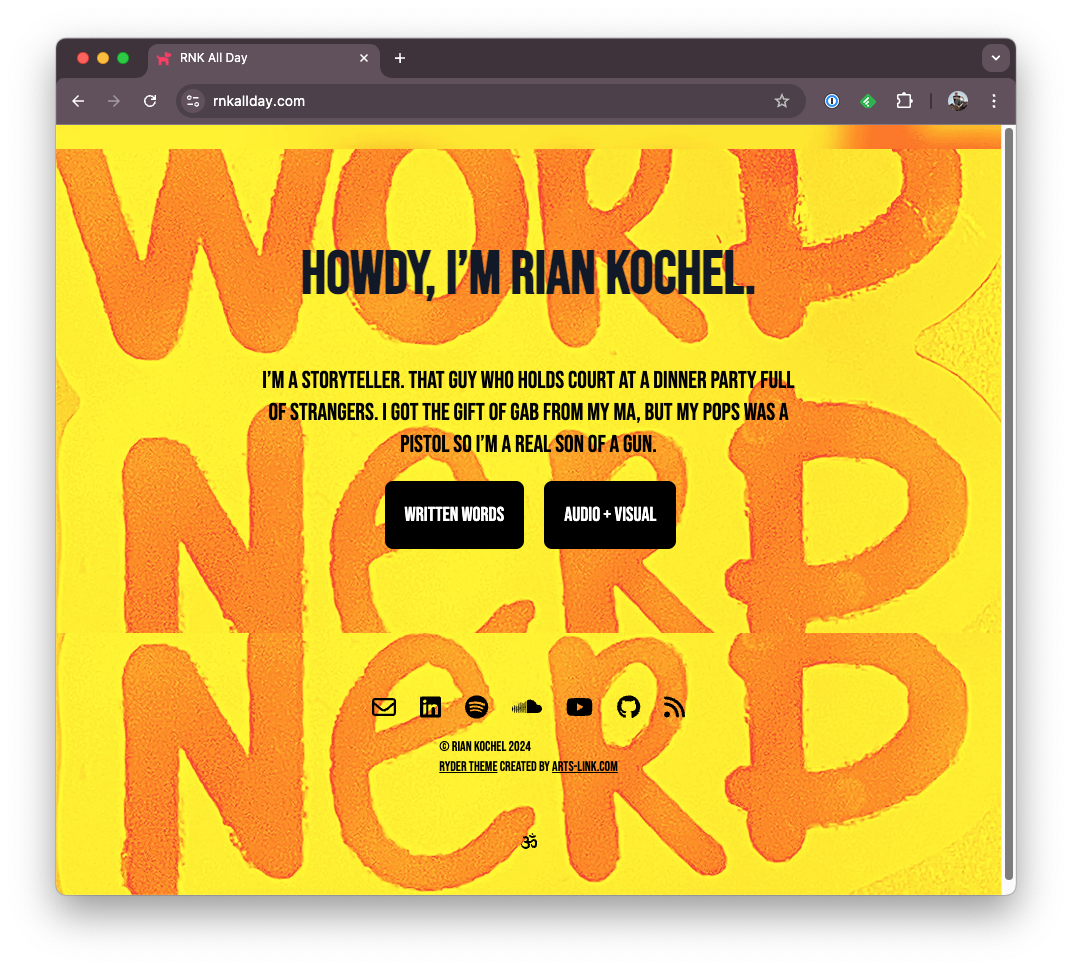 RNK All Day
rnkallday.com
WORD
HOWDY, I’M RIAN KOCHEL.
I’M A STORYTELLER. THAT GUY WHO HOLDS COURT AT A DINNER PARTY FULL
OF STRANGERS. I GOT THE GIFT OF GAB FROM MY MA, BUT MY POPS WAS A
PISTOL SO I’M A REAL SON OF A GUN.
NerD
WRITTEN WORDS
AUDIO + VISUAL
NerD
© RIAN KOCHEL 2024
RYDER THEME CREATED BY ARTS-LINK.COM
ॐ